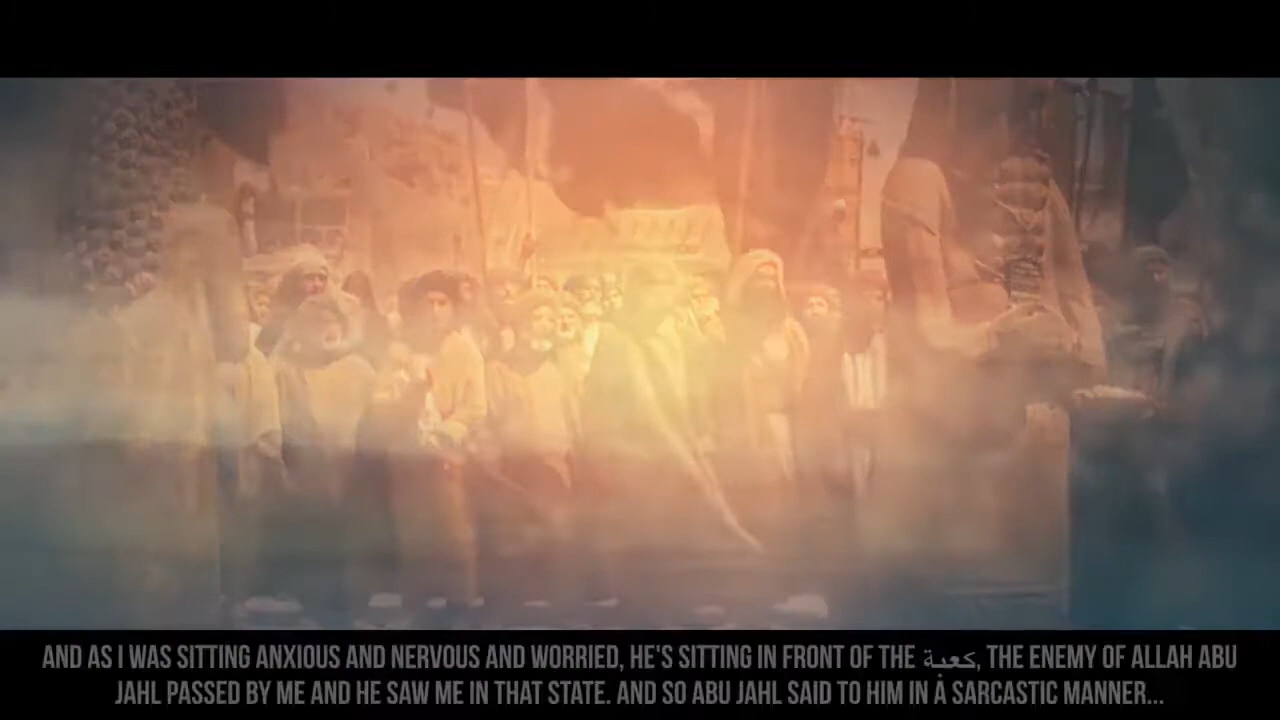 AND AS I WAS SITTING ANXIOUS AND NERVOUS AND WORRIED, HE'S SITTING IN FRONT OF THE كعبة, THE ENEMY OF ALLAH ABU
JAHL PASSED BY ME AND HE SAW ME IN THAT STATE. AND SO ABU JAHL SAID TO HIM IN A SARCASTIC MANNER...